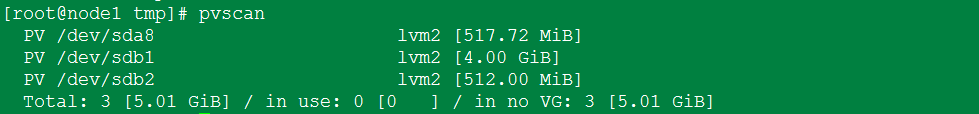 [root@node1 tmp]# pvscan
  PV /dev/sda8                      lvm2 [517.72 MiB]
  PV /dev/sdb1                      lvm2 [4.00 GiB]
  PV /dev/sdb2                      lvm2 [512.00 MiB]
  Total: 3 [5.01 GiB] / in use: 0 [0   ] / in no VG: 3 [5.01 GiB]